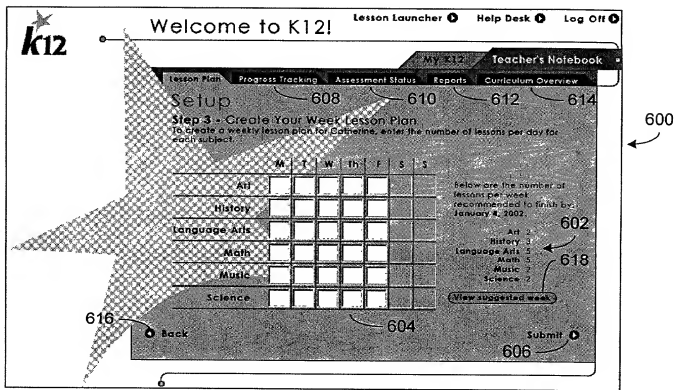 k12
Welcome to K12!
Lesson Launcher
Help Desk
Log Off
My K12
Teacher's Notebook
Lesson Plan
Progress Tracking
Assessment Status
Reports
Curriculum Overview
608
610
612
614
600
Setup
Step 3 - Create Your Week Lesson Plan
To create a weekly lesson plan for Catherine, enter the number of lessons per day for
each subject.
M T W Th F S S
Art
History
Language Arts
Math
Music
Science
Below are the number of
lessons per week
recommended to finish by:
January 4, 2002.
602
Art 2
History 3
Language Arts 5
Math 5
Music 2
Science 2
618
View suggested week
616
Back
604
Submit
606